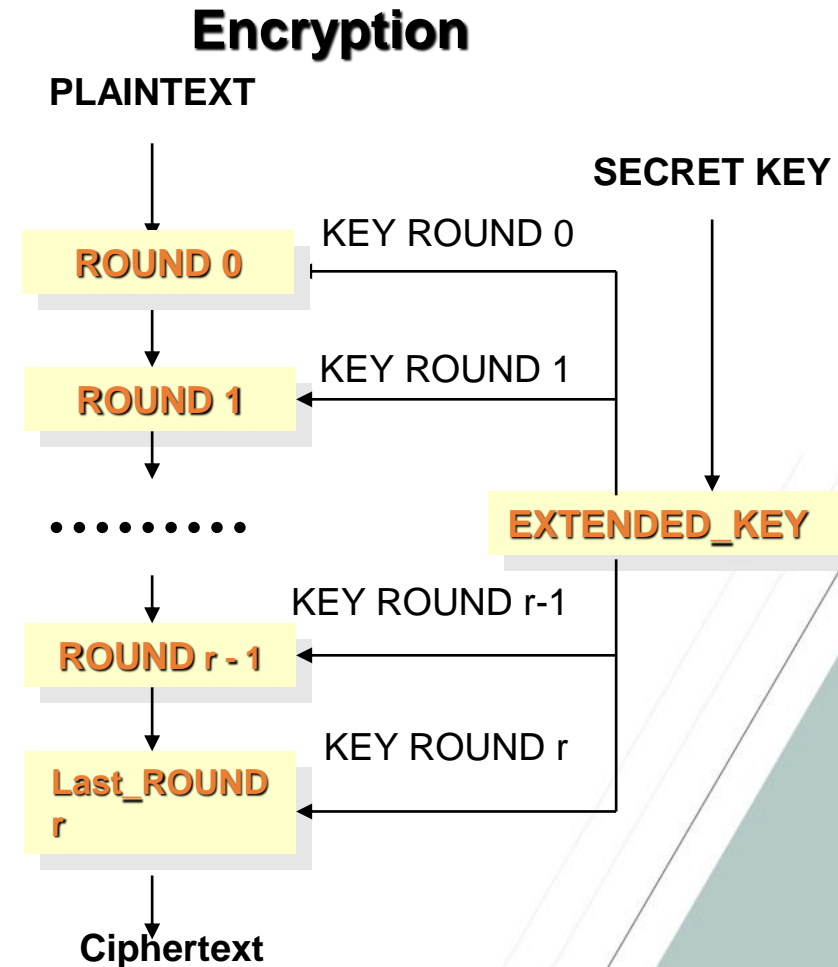 Encryption
PLAINTEXT
SECRET KEY
KEY ROUND 0
ROUND 0
KEY ROUND 1
ROUND 1
.........
EXTENDED_KEY
KEY ROUND r-1
ROUND r - 1
KEY ROUND r
Last_ROUND
r
Ciphertext